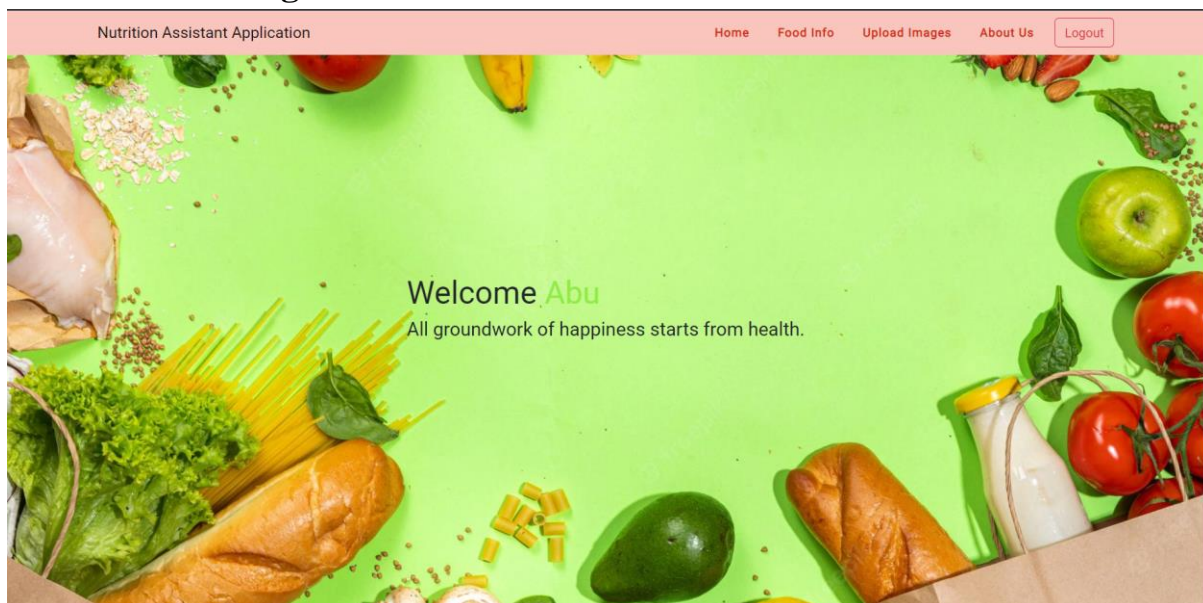 Nutrition Assistant Application Home Food Info Upload Images About Us Logout
Welcome Abu
All groundwork of happiness starts from health.